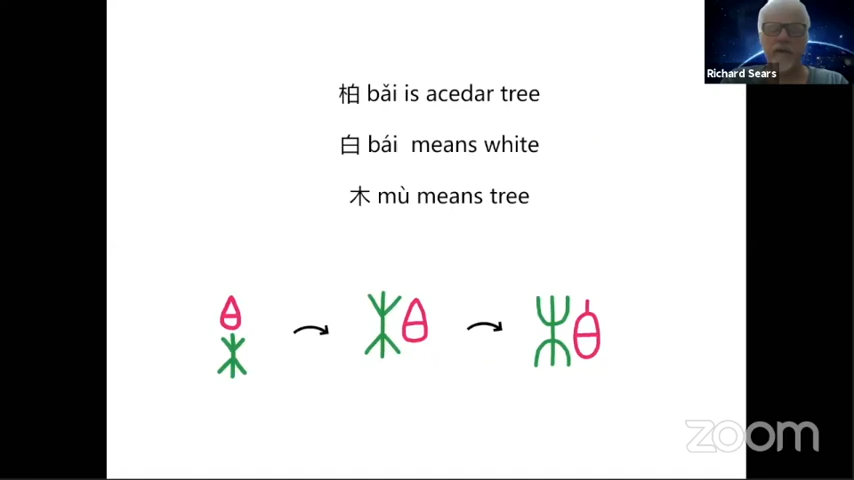 Richard Sears
柏 bǎi is acedar tree
白 bái means white
木 mù means tree
zoom